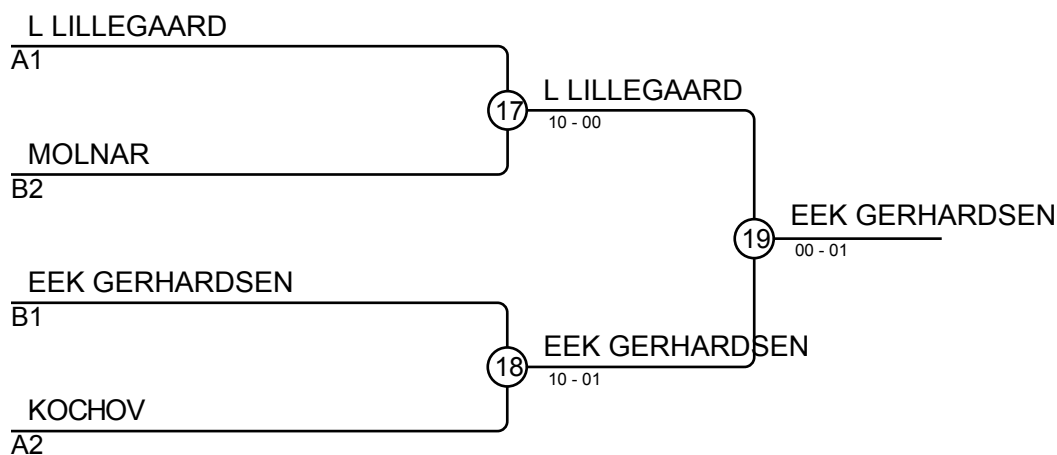 L LILLEGAARD
A1
17
L LILLEGAARD
10 - 00
MOLNAR
B2
19
EEK GERHARDSEN
00 - 01
EEK GERHARDSEN
B1
18
EEK GERHARDSEN
10 - 01
KOCHOV
A2